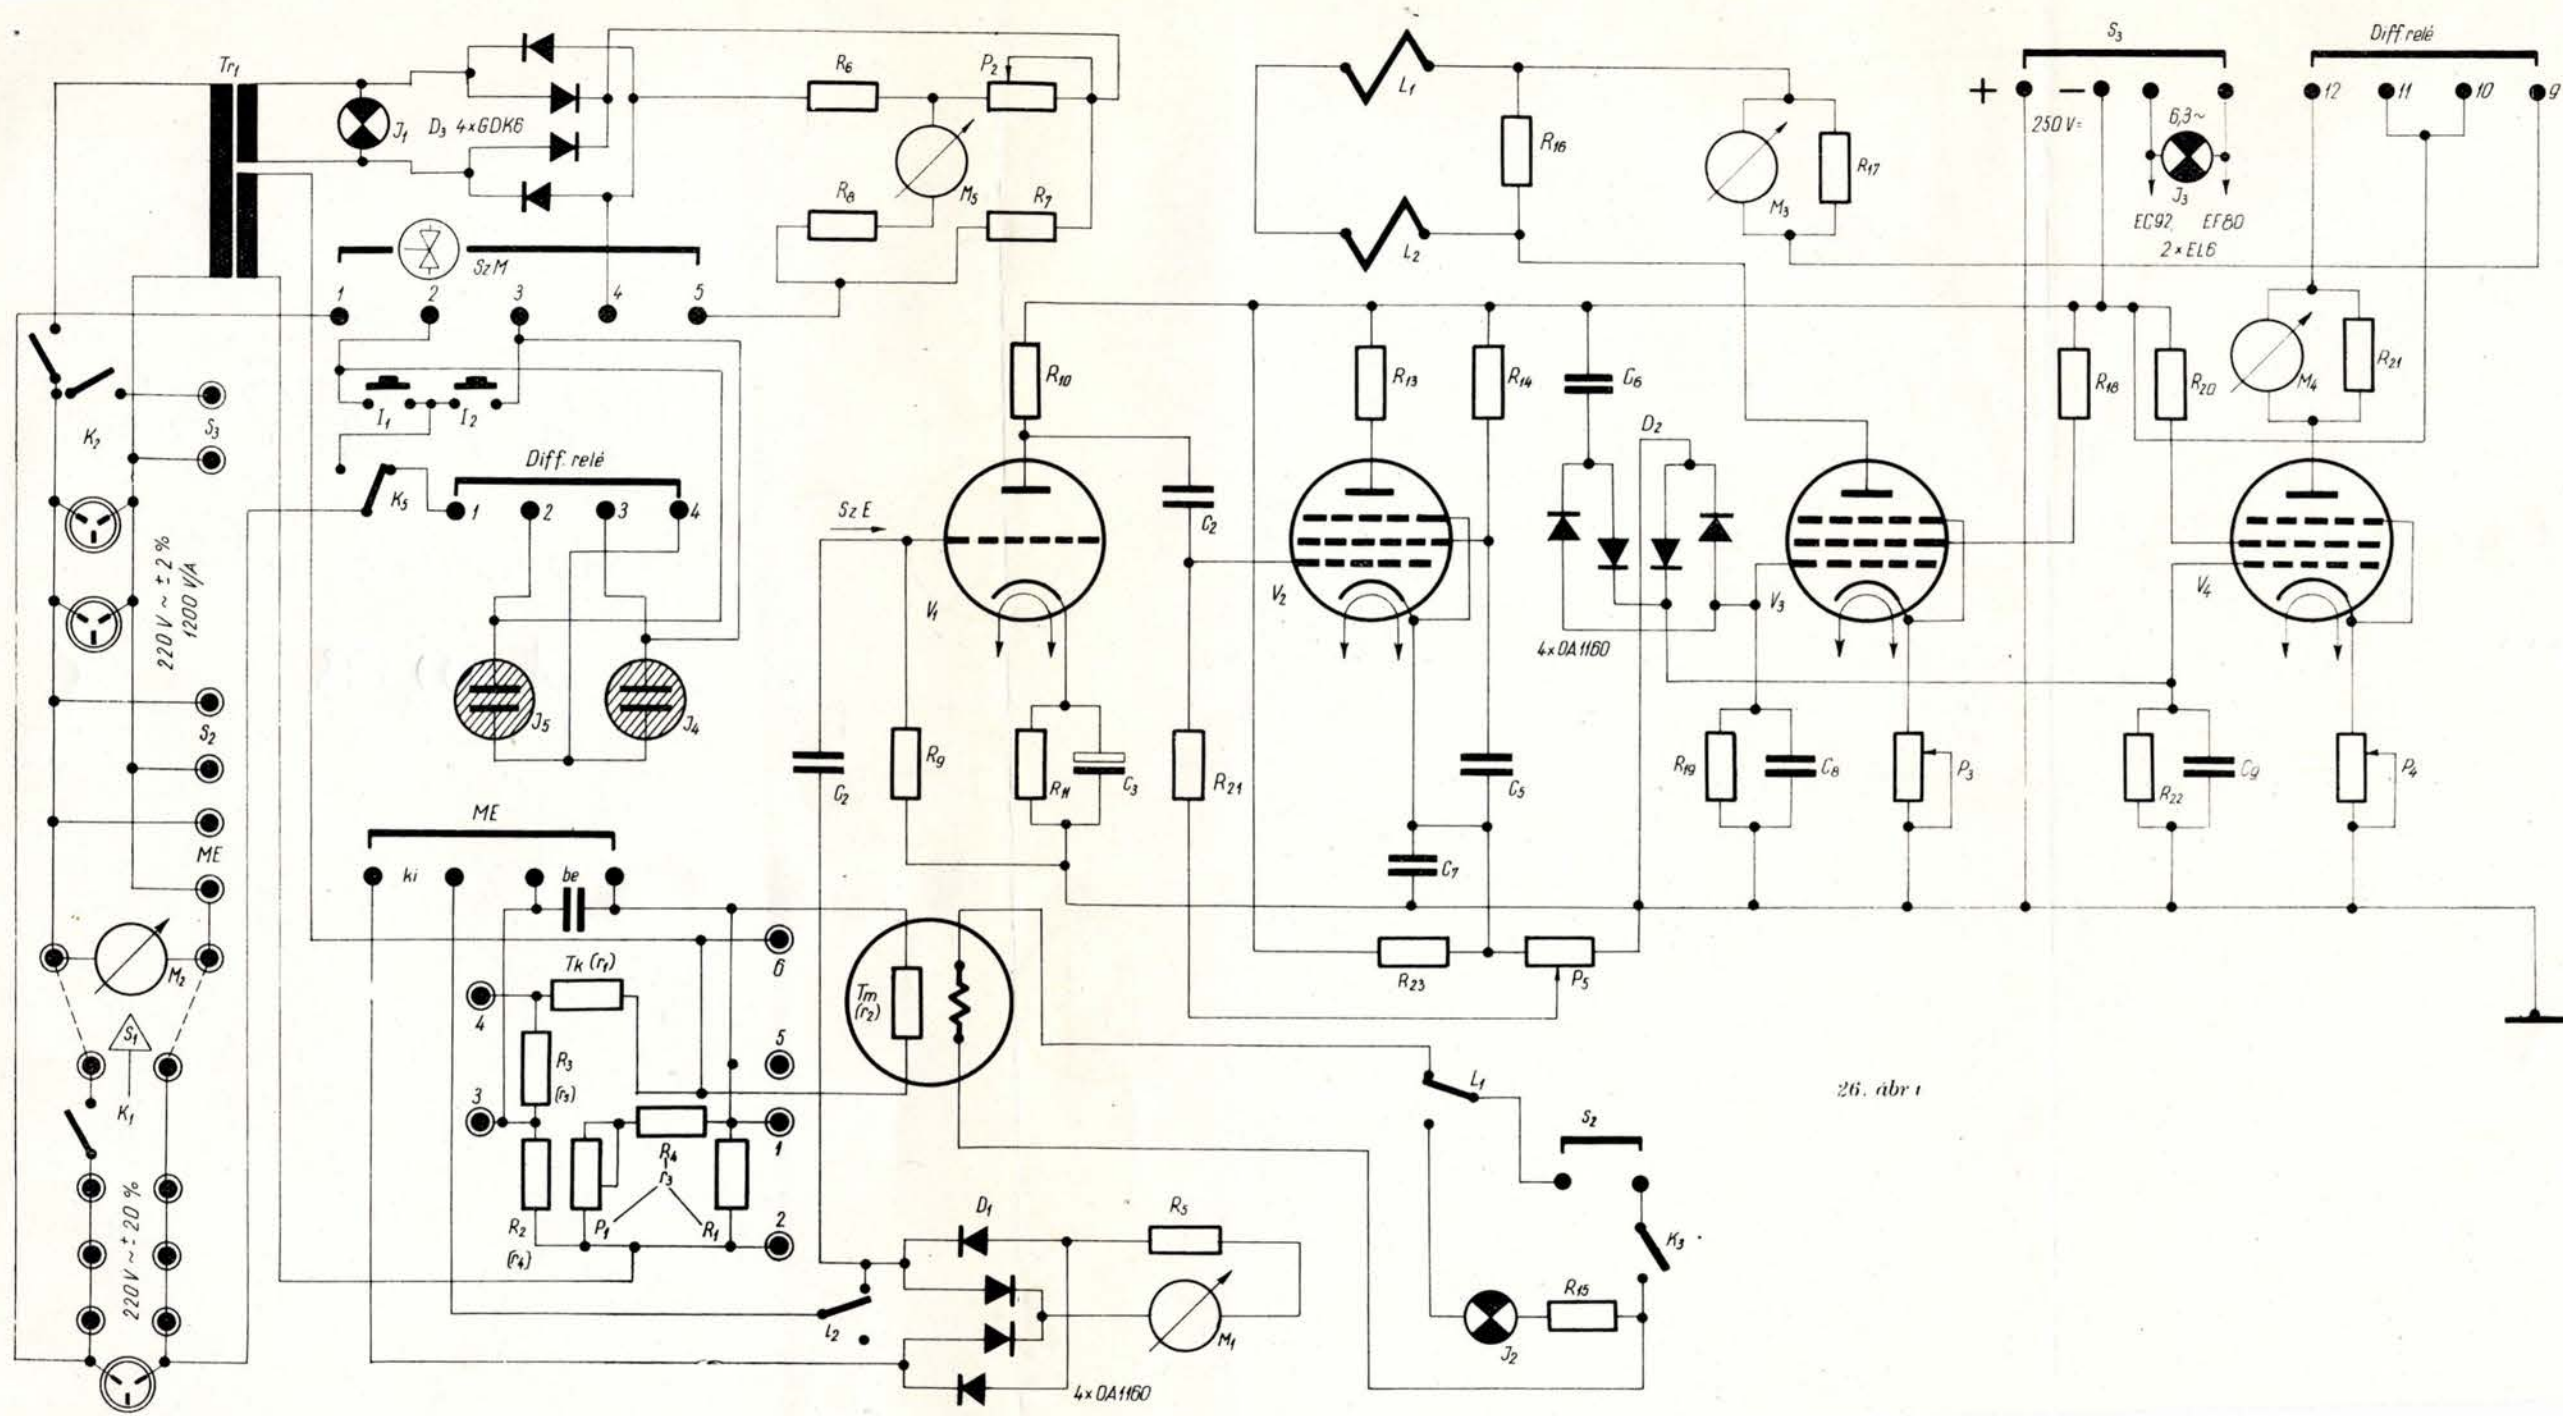 Tr₁
J₁
D₃ 4×GDK6
R₆
P₂
M₅
R₈
R₇
SzM
1
2
3
4
5
K₂
S₃
I₁
I₂
K₅
Diff. relé
1
2
3
4
220 V ~ ± 2 %
1200 V/A
J₅
J₄
S₂
ME
M₂
S₁
K₁
220 V ~ ± 20 %
ME
ki
be
Tk (r₁)
6
4
5
R₃
(r₅)
3
1
R₄
r₃
R₂
(r₄)
P₁
R₁
2
Tm
(r₂)
L₁
L₂
R₁₆
M₃
R₁₇
S₃
+
−
250 V=
6,3~
J₃
EC92
EF80
2×EL6
Diff. relé
12
11
10
9
R₁₀
SzE
V₁
C₂
R₁₃
R₁₄
C₆
D₂
V₂
4×OA1160
V₃
R₁₈
R₂₀
M₄
R₂₁
V₄
C₂
R₉
R₁₁
C₃
R₂₁
C₅
C₇
R₁₉
C₈
P₃
R₂₂
C₉
P₄
R₂₃
P₅
L₁
S₂
K₃
26. ábr
D₁
R₅
L₂
M₁
4×OA1160
J₂
R₁₅